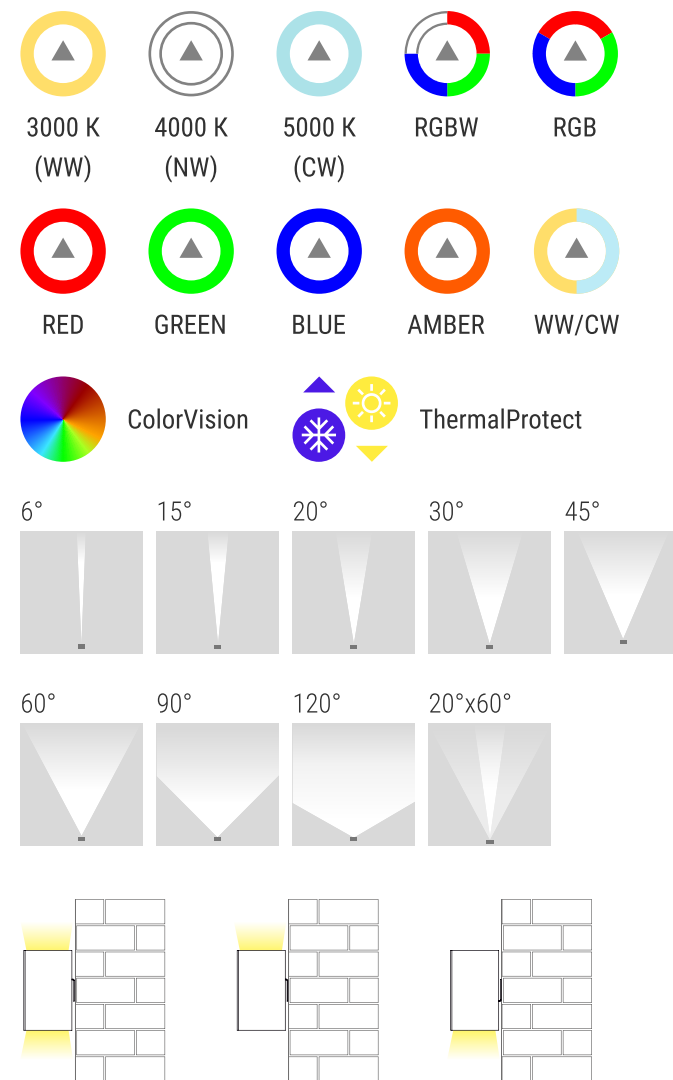 3000 K 4000 K 5000 K RGBW RGB
(WW) (NW) (CW)
RED GREEN BLUE AMBER WW/CW
ColorVision ThermalProtect
6° 15° 20° 30° 45°
60° 90° 120° 20°x60°